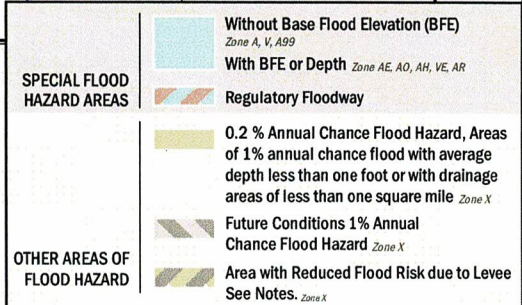 SPECIAL FLOOD
HAZARD AREAS
Without Base Flood Elevation (BFE)
Zone A, V, A99
With BFE or Depth Zone AE, AO, AH, VE, AR
Regulatory Floodway
OTHER AREAS OF
FLOOD HAZARD
0.2 % Annual Chance Flood Hazard, Areas
of 1% annual chance flood with average
depth less than one foot or with drainage
areas of less than one square mile Zone X
Future Conditions 1% Annual
Chance Flood Hazard Zone X
Area with Reduced Flood Risk due to Levee
See Notes. Zone X